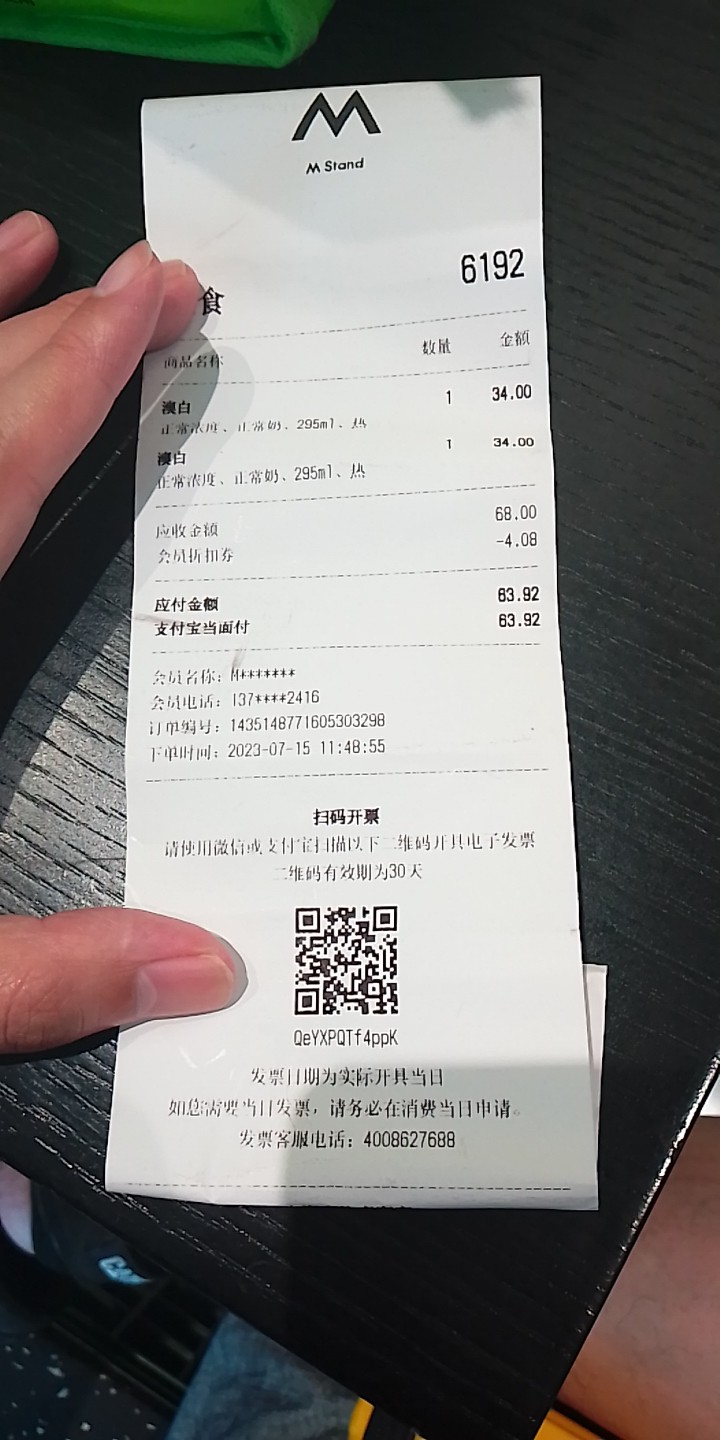 M Stand
6192
食
商品名称 数量 金额
澳白 1 34.00
正常浓度、正常奶、295ml、热
澳白 1 34.00
正常浓度、正常奶、295ml、热
应收金额 68.00
会员折扣券 -4.08
应付金额 63.92
支付宝当面付 63.92
会员名称：M*******
会员电话：137****2416
订单编号：1435148771605303298
下单时间：2023-07-15 11:48:55
扫码开票
请使用微信或支付宝扫描以下二维码开具电子发票
二维码有效期为30天
QeYXPQTf4ppK
发票日期为实际开具当日
如您需要当日发票，请务必在消费当日申请。
发票客服电话：4008627688